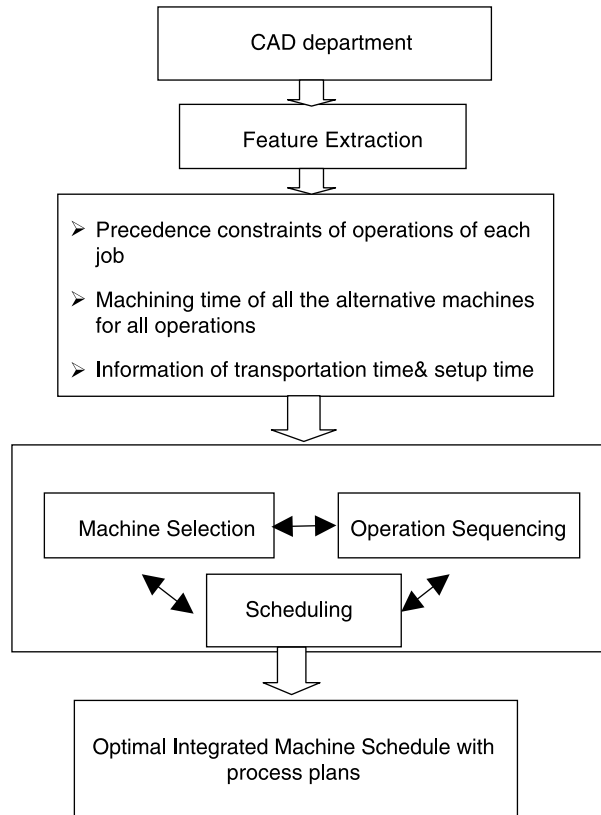 CAD department
Feature Extraction
➢ Precedence constraints of operations of each
job
➢ Machining time of all the alternative machines
for all operations
➢ Information of transportation time& setup time
Machine Selection
Operation Sequencing
Scheduling
Optimal Integrated Machine Schedule with
process plans